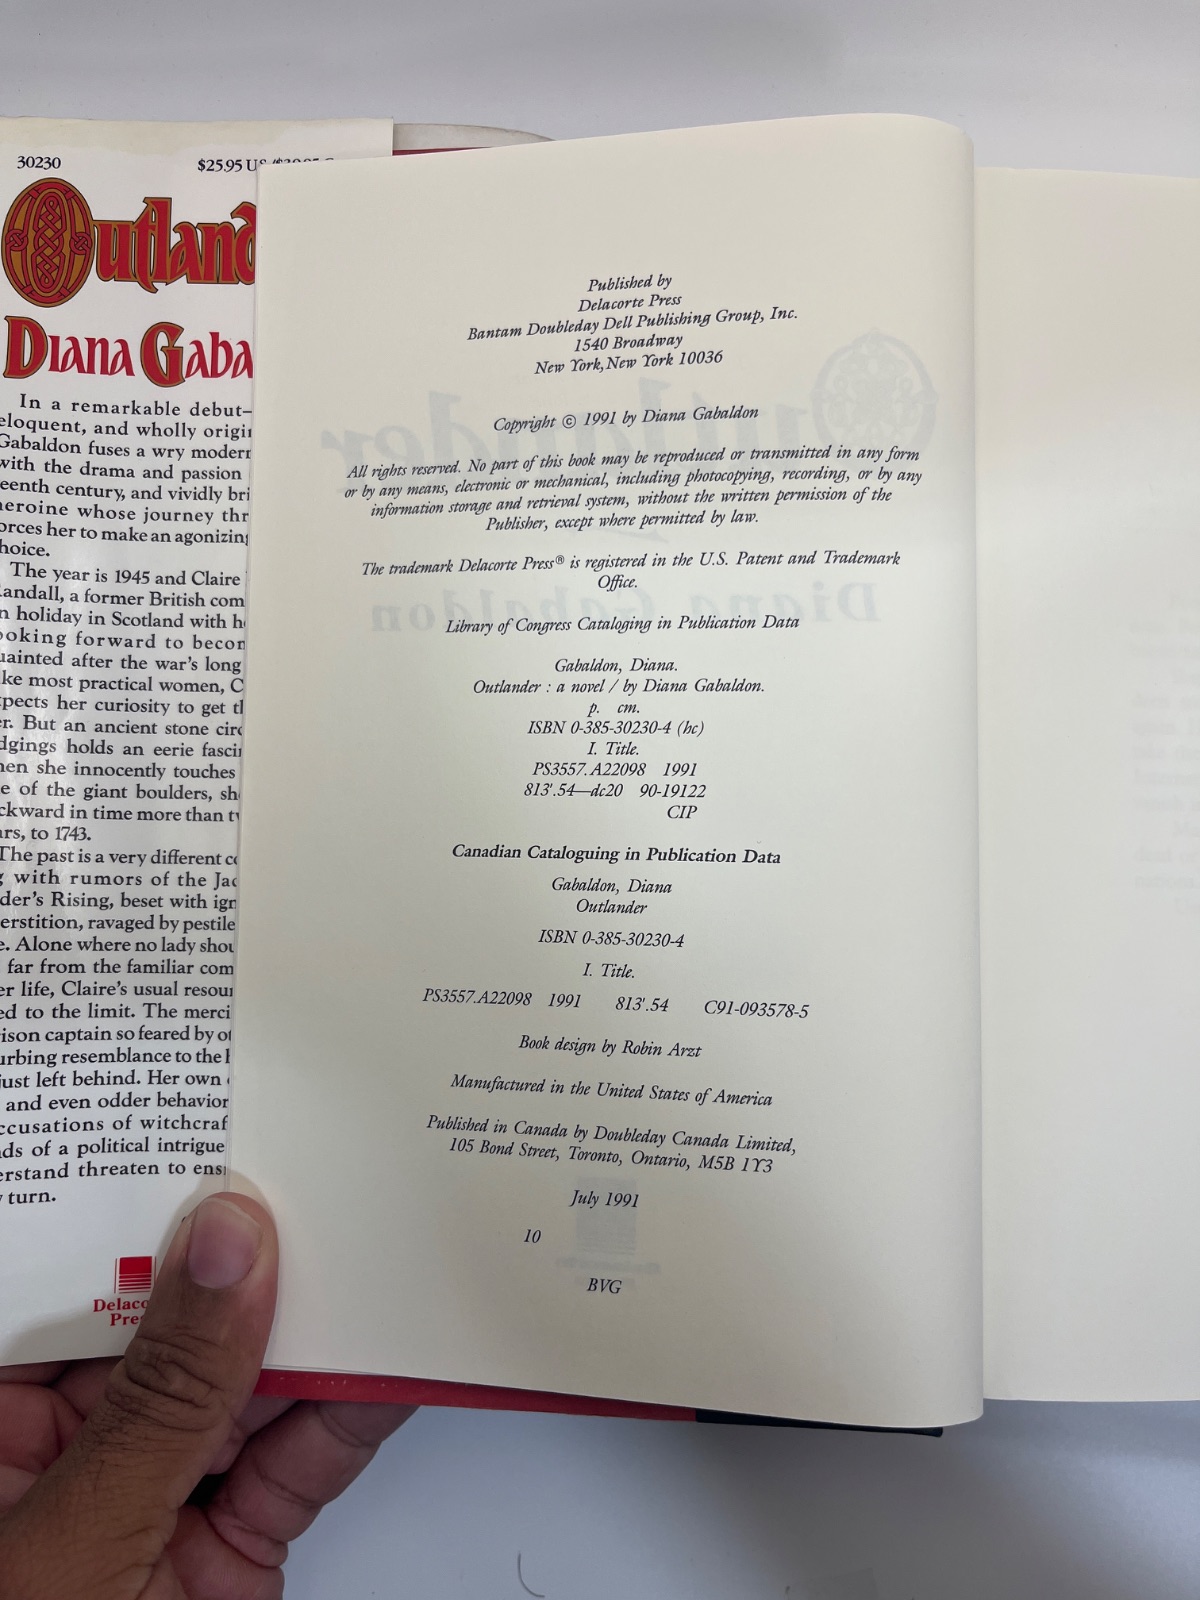 30230
$25.95 US
Outland
Diana Gaba
In a remarkable debut—
eloquent, and wholly origi
Gabaldon fuses a wry modern
with the drama and passion
eenth century, and vividly bri
heroine whose journey thr
orces her to make an agonizing
hoice.
The year is 1945 and Claire
Randall, a former British com
n holiday in Scotland with h
ooking forward to becom
uainted after the war's long
ke most practical women, C
xpects her curiosity to get th
er. But an ancient stone circ
dgings holds an eerie fascin
hen she innocently touches
e of the giant boulders, sh
ckward in time more than tw
ars, to 1743.
The past is a very different co
g with rumors of the Jac
der's Rising, beset with ign
erstition, ravaged by pestile
e. Alone where no lady shou
far from the familiar com
er life, Claire's usual resour
ed to the limit. The merci
ison captain so feared by ot
urbing resemblance to the h
just left behind. Her own
and even odder behavior
ccusations of witchcraf
ds of a political intrigue
erstand threaten to ens
turn.
Delaco
Pre
Published by
Delacorte Press
Bantam Doubleday Dell Publishing Group, Inc.
1540 Broadway
New York, New York 10036
Copyright © 1991 by Diana Gabaldon
All rights reserved. No part of this book may be reproduced or transmitted in any form
or by any means, electronic or mechanical, including photocopying, recording, or by any
information storage and retrieval system, without the written permission of the
Publisher, except where permitted by law.
The trademark Delacorte Press® is registered in the U.S. Patent and Trademark
Office.
Library of Congress Cataloging in Publication Data
Gabaldon, Diana.
Outlander : a novel / by Diana Gabaldon.
p. cm.
ISBN 0-385-30230-4 (hc)
I. Title.
PS3557.A22098 1991
813'.54—dc20 90-19122
CIP
Canadian Cataloguing in Publication Data
Gabaldon, Diana
Outlander
ISBN 0-385-30230-4
I. Title.
PS3557.A22098 1991 813'.54 C91-093578-5
Book design by Robin Arzt
Manufactured in the United States of America
Published in Canada by Doubleday Canada Limited,
105 Bond Street, Toronto, Ontario, M5B 1Y3
July 1991
10
BVG